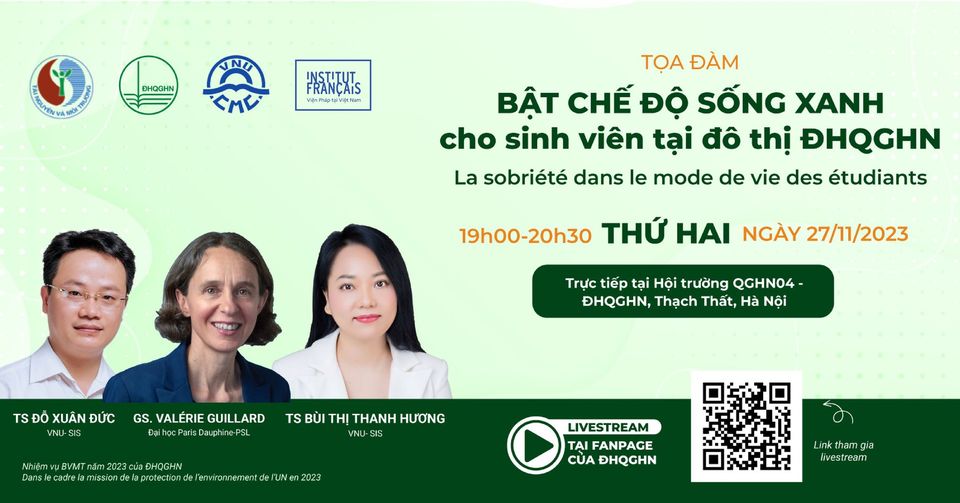 TÀI NGUYÊN VÀ MÔI TRƯỜNG
ĐHQGHN
VNU
CMC
INSTITUT
FRANÇAIS
Viện Pháp tại Việt Nam
TỌA ĐÀM
BẬT CHẾ ĐỘ SỐNG XANH
cho sinh viên tại đô thị ĐHQGHN
La sobriété dans le mode de vie des étudiants
19h00-20h30 THỨ HAI NGÀY 27/11/2023
Trực tiếp tại Hội trường QGHN04 -
ĐHQGHN, Thạch Thất, Hà Nội
TS ĐỖ XUÂN ĐỨC
VNU- SIS
GS. VALÉRIE GUILLARD
Đại học Paris Dauphine-PSL
TS BÙI THỊ THANH HƯƠNG
VNU- SIS
LIVESTREAM
TẠI FANPAGE
CỦA ĐHQGHN
Link tham gia
livestream
Nhiệm vụ BVMT năm 2023 của ĐHQGHN
Dans le cadre la mission de la protection de l'environnement de l'UN en 2023